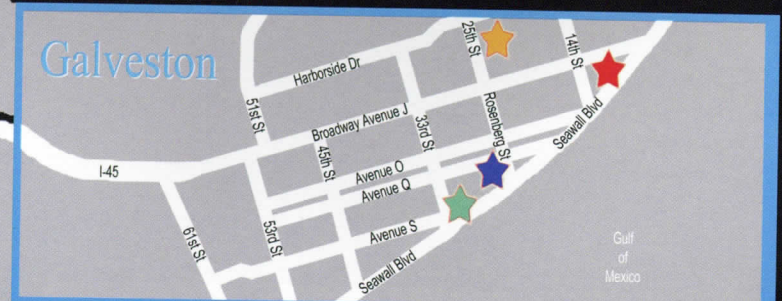 Galveston
25th St
14th St
Harborside Dr
51st St
Broadway Avenue J
33rd St
Rosenberg St
Seawall Blvd
45th St
Avenue O
Avenue Q
I-45
61st St
53rd St
Avenue S
Seawall Blvd
Gulf
of
Mexico